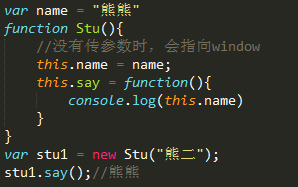 var name = "熊熊"
function Stu(){
    //没有传参数时，会指向window
    this.name = name;
    this.say = function(){
        console.log(this.name)
    }
}
var stu1 = new Stu("熊二");
stu1.say();//熊熊